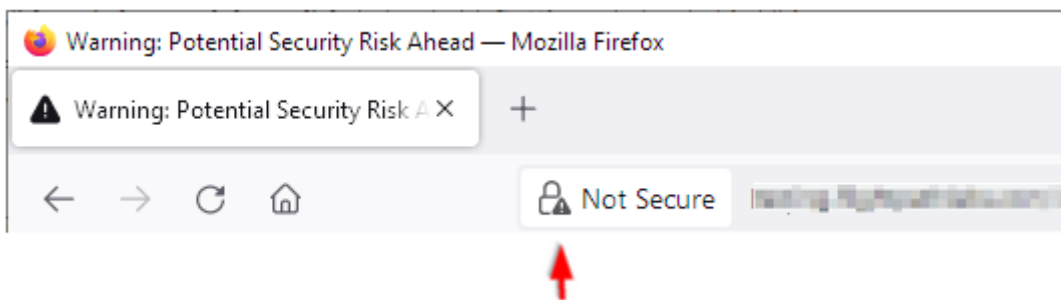 Warning: Potential Security Risk Ahead — Mozilla Firefox
Warning: Potential Security Risk A
Not Secure